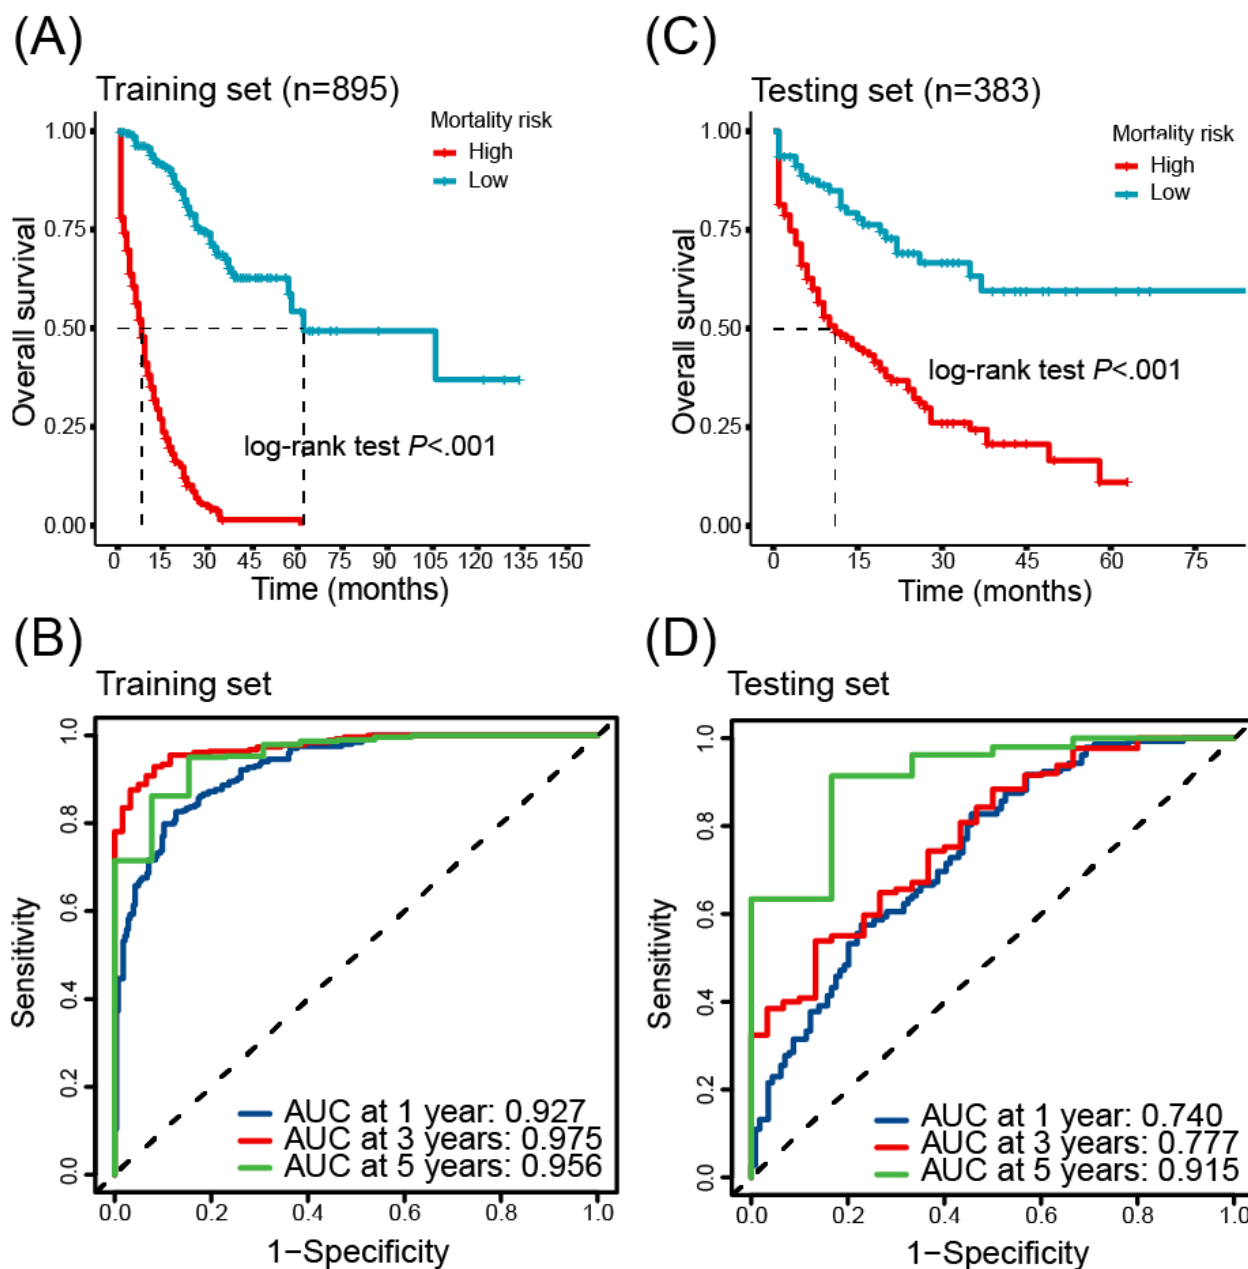 (A)
Training set (n=895)
Mortality risk
High
Low
Overall survival
1.00
0.75
0.50
0.25
0.00
log-rank test P<.001
0 15 30 45 60 75 90 105 120 135 150
Time (months)
(C)
Testing set (n=383)
Mortality risk
High
Low
Overall survival
1.00
0.75
0.50
0.25
0.00
log-rank test P<.001
0 15 30 45 60 75
Time (months)
(B)
Training set
Sensitivity
1.0
0.8
0.6
0.4
0.2
0.0
AUC at 1 year: 0.927
AUC at 3 years: 0.975
AUC at 5 years: 0.956
0.0 0.2 0.4 0.6 0.8 1.0
1−Specificity
(D)
Testing set
Sensitivity
1.0
0.8
0.6
0.4
0.2
0.0
AUC at 1 year: 0.740
AUC at 3 years: 0.777
AUC at 5 years: 0.915
0.0 0.2 0.4 0.6 0.8 1.0
1−Specificity